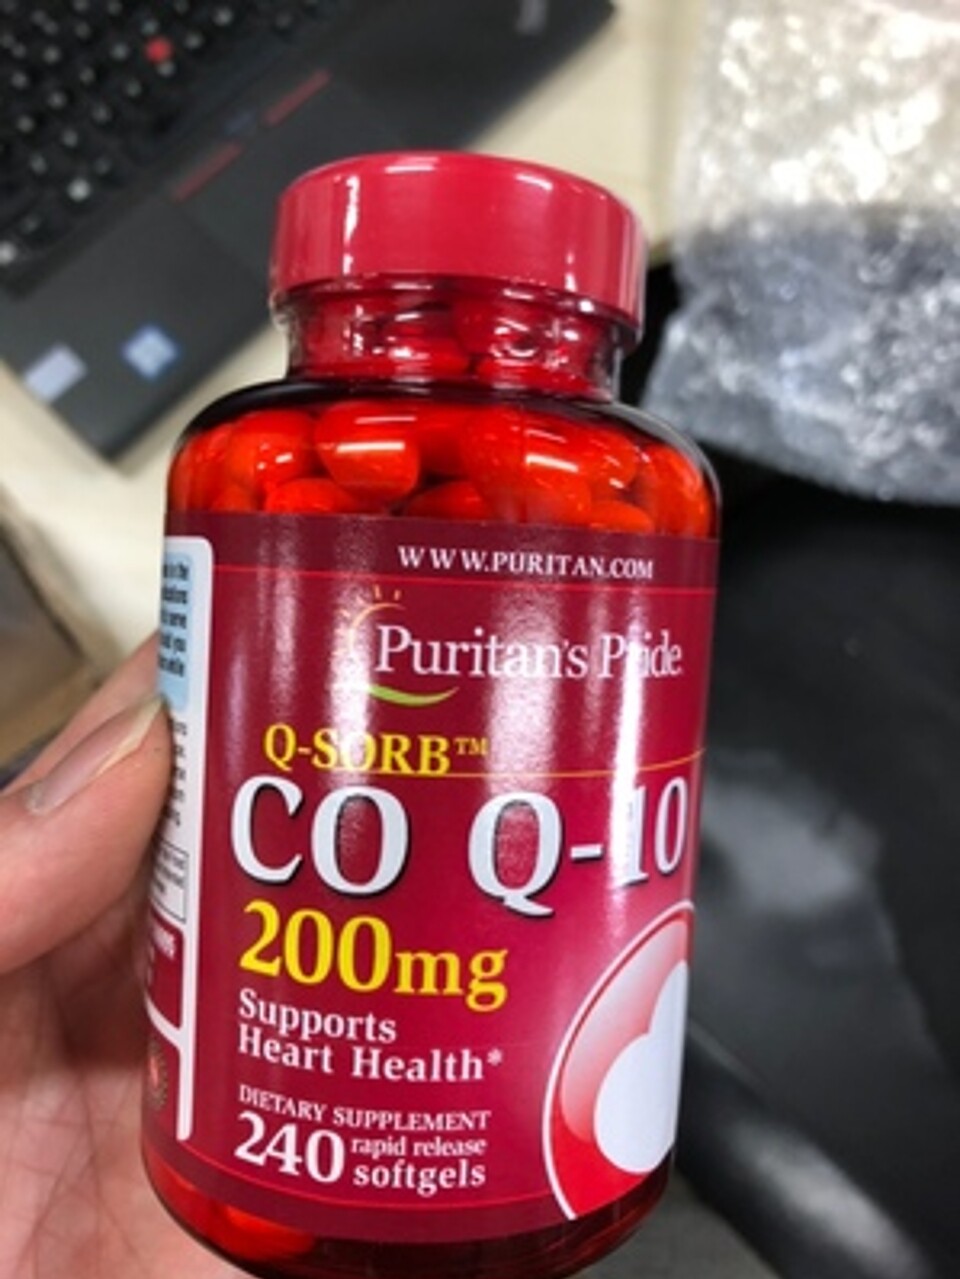 WWW.PURITAN.COM
Puritan's Pride
Q-SORB™
CO Q-10
200mg
Supports
Heart Health*
DIETARY SUPPLEMENT
240 rapid release
softgels